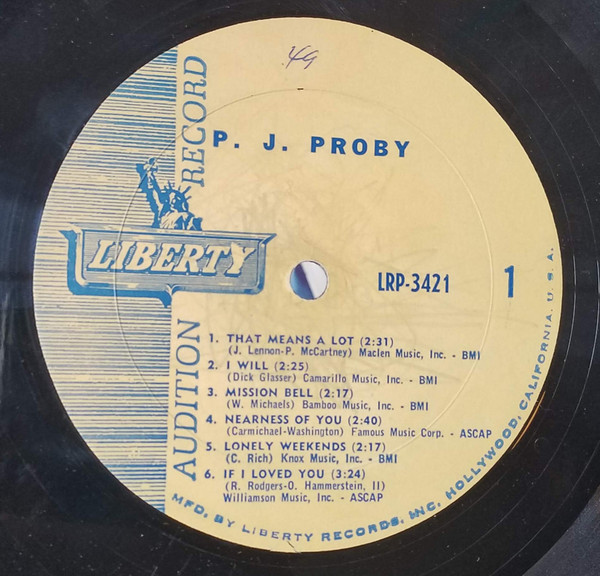 49
P. J. PROBY
AUDITION RECORD
LIBERTY
LRP-3421
1
1. THAT MEANS A LOT (2:31)
(J. Lennon-P. McCartney) Maclen Music, Inc. - BMI
2. I WILL (2:25)
(Dick Glasser) Camarillo Music, Inc. - BMI
3. MISSION BELL (2:17)
(W. Michaels) Bamboo Music, Inc. - BMI
4. NEARNESS OF YOU (2:40)
(Carmichael-Washington) Famous Music Corp. - ASCAP
5. LONELY WEEKENDS (2:17)
(C. Rich) Knox Music, Inc. - BMI
6. IF I LOVED YOU (3:24)
(R. Rodgers-O. Hammerstein, II)
Williamson Music, Inc. - ASCAP
MFD. BY LIBERTY RECORDS, INC. HOLLYWOOD, CALIFORNIA. U. S. A.